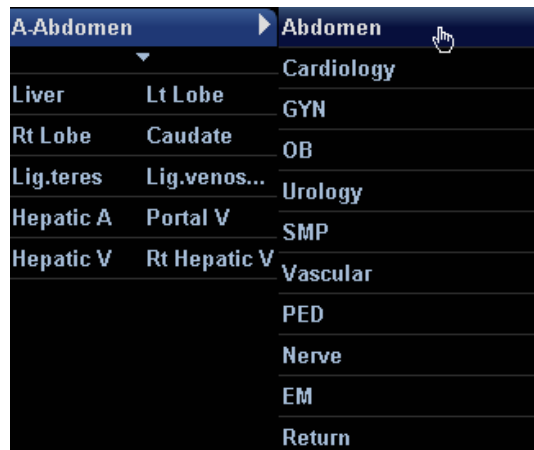 A-Abdomen
Liver Lt Lobe
Rt Lobe Caudate
Lig.teres Lig.venos...
Hepatic A Portal V
Hepatic V Rt Hepatic V
Abdomen
Cardiology
GYN
OB
Urology
SMP
Vascular
PED
Nerve
EM
Return